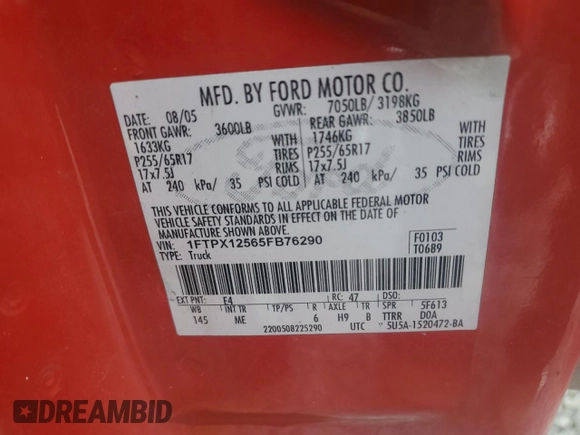 MFD. BY FORD MOTOR CO.
DATE: 08/05 GVWR: 7050LB/ 3198KG
FRONT GAWR: 3600LB REAR GAWR: 3850LB
1633KG WITH 1746KG WITH
P255/65R17 TIRES P255/65R17 TIRES
17x7.5J RIMS 17x7.5J RIMS
AT 240 kPa/ 35 PSI COLD AT 240 kPa/ 35 PSI COLD
THIS VEHICLE CONFORMS TO ALL APPLICABLE FEDERAL MOTOR
VEHICLE SAFETY STANDARDS IN EFFECT ON THE DATE OF
MANUFACTURE SHOWN ABOVE.
VIN: 1FTPX12565FB76290 F0103
TYPE: Truck T0689
EXT PNT: E4 RC: 47 DSO:
WB INT TR TP/PS R AXLE TR SPR 5F613
145 ME 6 H9 B TTRR DOA
2200508225290 UTC 5U5A-1520472-BA
Ford
DREAMBID